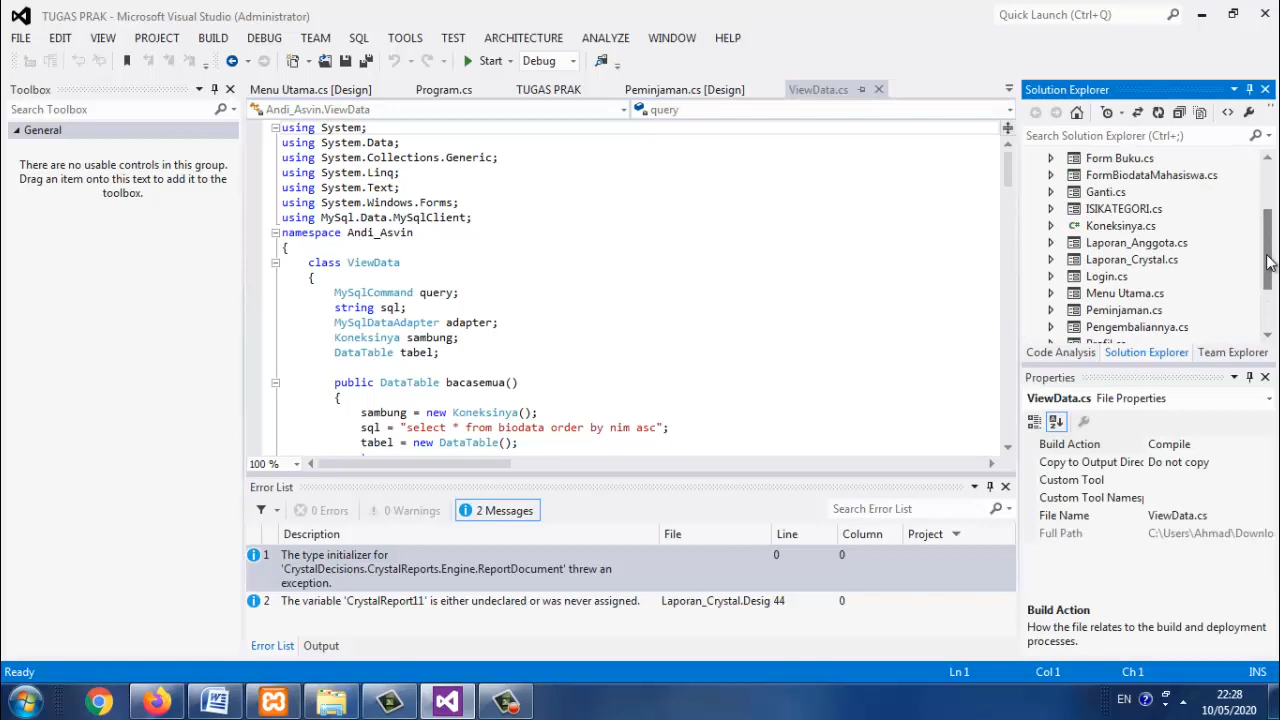 TUGAS PRAK - Microsoft Visual Studio (Administrator)
Quick Launch (Ctrl+Q)
FILE EDIT VIEW PROJECT BUILD DEBUG TEAM SQL TOOLS TEST ARCHITECTURE ANALYZE WINDOW HELP
Start Debug
Toolbox
Search Toolbox
General
There are no usable controls in this group.
Drag an item onto this text to add it to the
toolbox.
Menu Utama.cs [Design] Program.cs TUGAS PRAK Peminjaman.cs [Design] ViewData.cs
Andi_Asvin.ViewData query
using System;
using System.Data;
using System.Collections.Generic;
using System.Linq;
using System.Text;
using System.Windows.Forms;
using MySql.Data.MySqlClient;
namespace Andi_Asvin
{
class ViewData
{
MySqlCommand query;
string sql;
MySqlDataAdapter adapter;
Koneksinya sambung;
DataTable tabel;
public DataTable bacasemua()
{
sambung = new Koneksinya();
sql = "select * from biodata order by nim asc";
tabel = new DataTable();
100 %
Error List
0 Errors 0 Warnings 2 Messages Search Error List
Description File Line Column Project
1 The type initializer for
'CrystalDecisions.CrystalReports.Engine.ReportDocument' threw an
exception. 0 0
2 The variable 'CrystalReport11' is either undeclared or was never assigned. Laporan_Crystal.Desig 44 0
Error List Output
Solution Explorer
Search Solution Explorer (Ctrl+;)
Form Buku.cs
FormBiodataMahasiswa.cs
Ganti.cs
ISIKATEGORI.cs
C# Koneksinya.cs
Laporan_Anggota.cs
Laporan_Crystal.cs
Login.cs
Menu Utama.cs
Peminjaman.cs
Pengembaliannya.cs
Code Analysis Solution Explorer Team Explorer
Properties
ViewData.cs File Properties
Build Action Compile
Copy to Output Direc Do not copy
Custom Tool
Custom Tool Namesp
File Name ViewData.cs
Full Path C:\Users\Ahmad\Downlo
Build Action
How the file relates to the build and deployment
processes.
Ready Ln 1 Col 1 Ch 1 INS
EN 22:28
10/05/2020